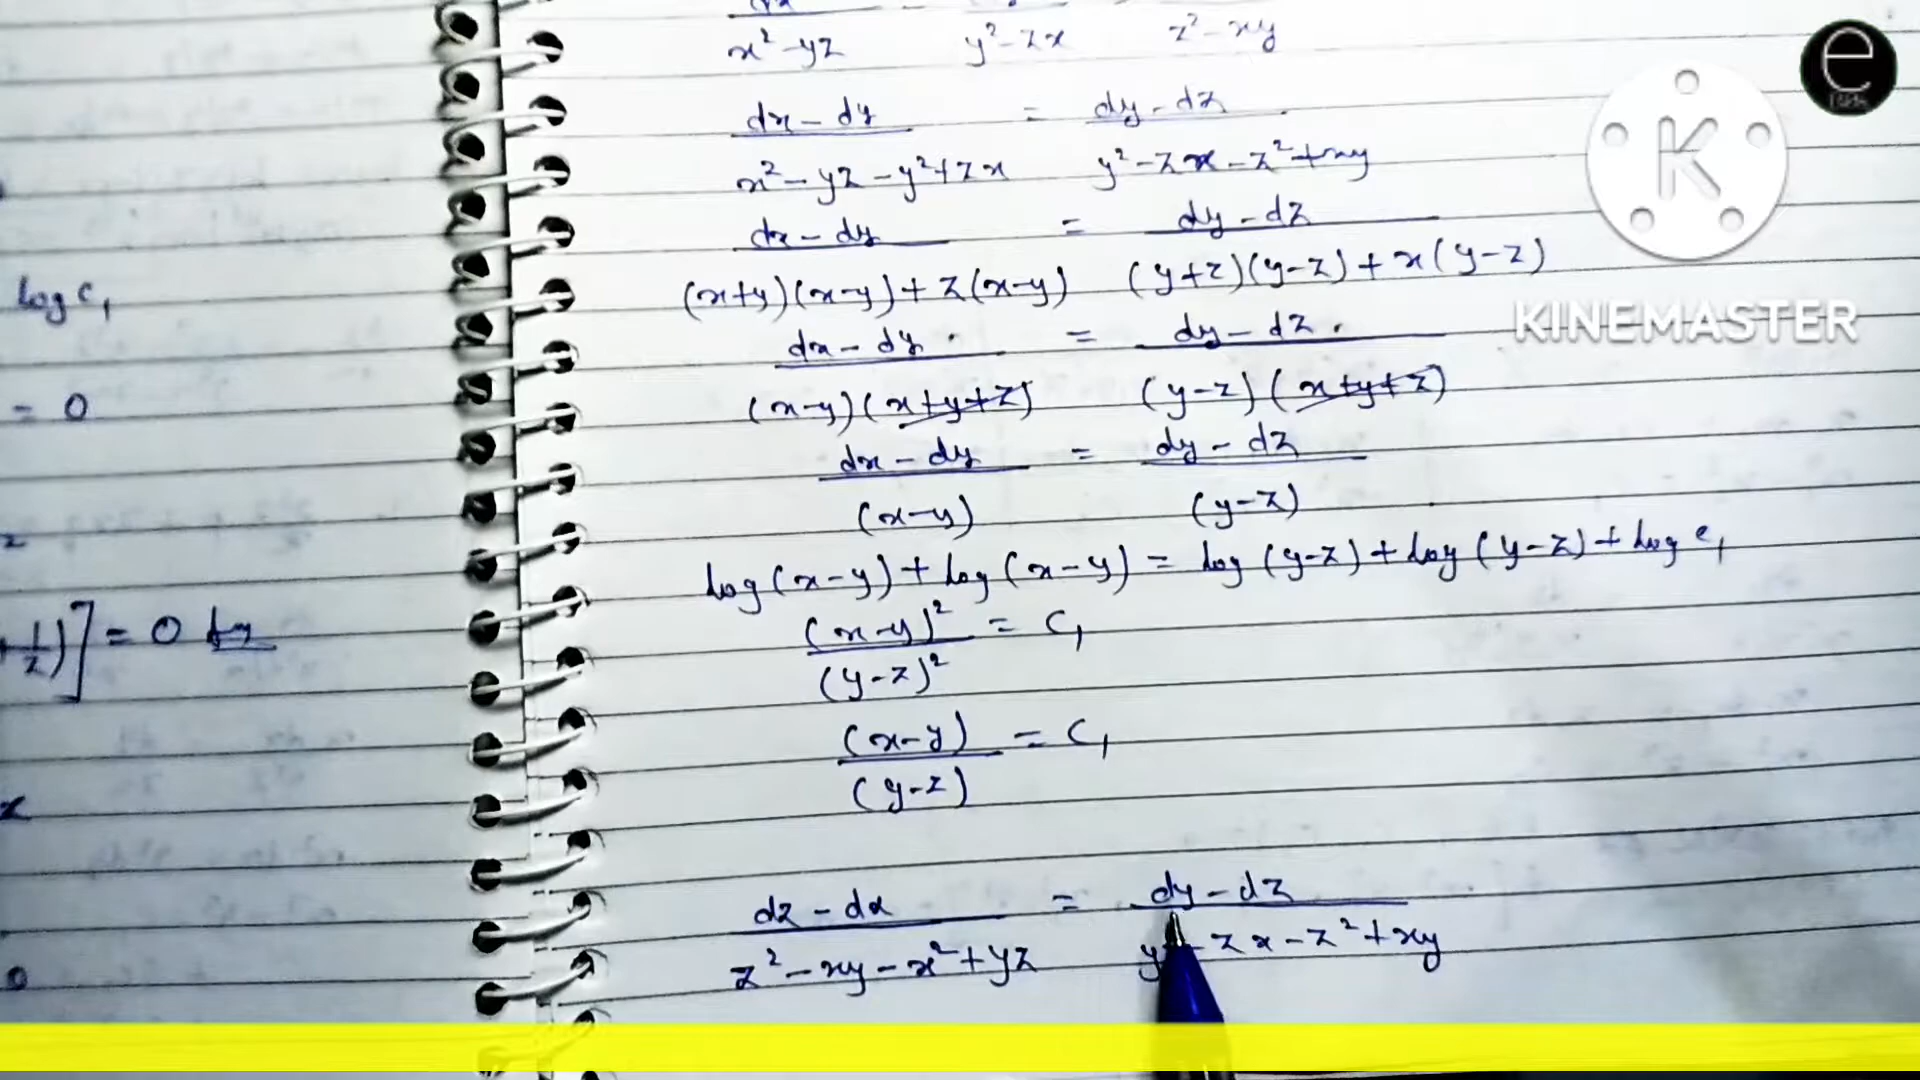 log c₁
= 0
z
+ 1/z)] = 0
z
0
x² - yz    y² - zx    z² - xy
dx - dy = dy - dz
x² - yz - y² + zx    y² - zx - z² + xy
dx - dy = dy - dz
(x+y)(x-y) + z(x-y)    (y+z)(y-z) + x(y-z)
dx - dy = dy - dz
(x-y)(x+y+z)    (y-z)(x+y+z)
dx - dy = dy - dz
(x-y)    (y-z)
log(x-y) + log(x-y) = log(y-z) + log(y-z) + log c₁
(x-y)² = C₁
(y-z)²
(x-y) = C₁
(y-z)
dz - dx = dy - dz
z² - xy - x² + yz    y² - zx - z² + xy
e
K
KINEMASTER